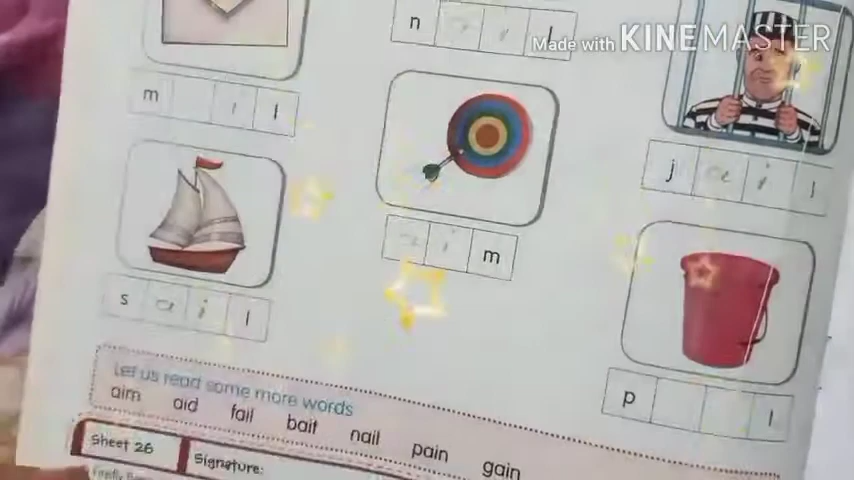 n a i l
Made with KINEMASTER
m i l
j a i l
a i m
s a i l
p l
Let us read some more words
aim aid fail bait nail pain gain
Sheet 26
Signature: